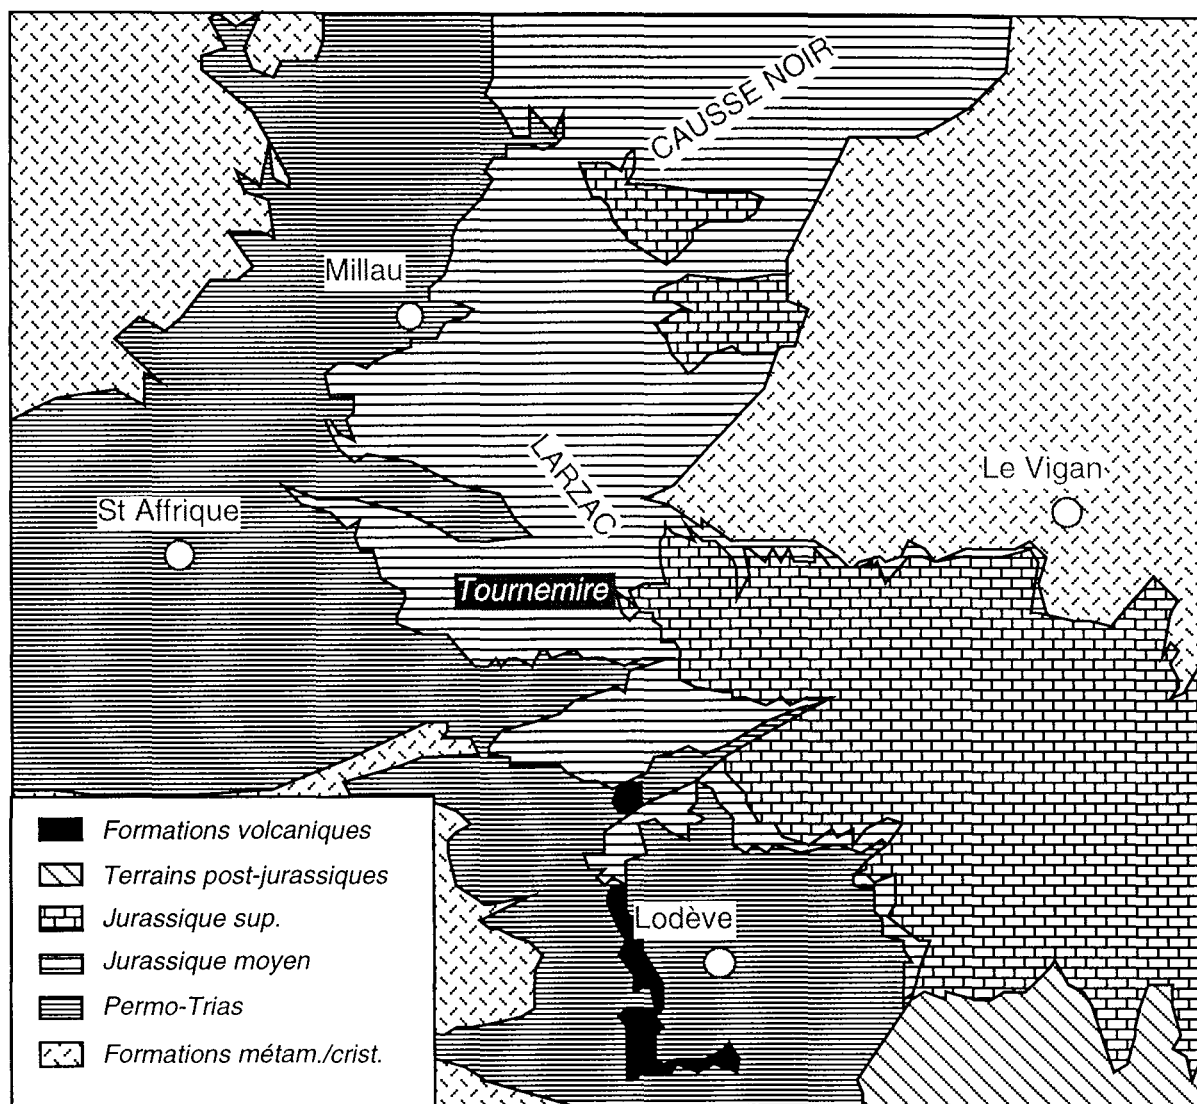 CAUSSE NOIR
Millau
LARZAC
Le Vigan
St Affrique
Tournemire
Lodève
Formations volcaniques
Terrains post-jurassiques
Jurassique sup.
Jurassique moyen
Permo-Trias
Formations métam./crist.